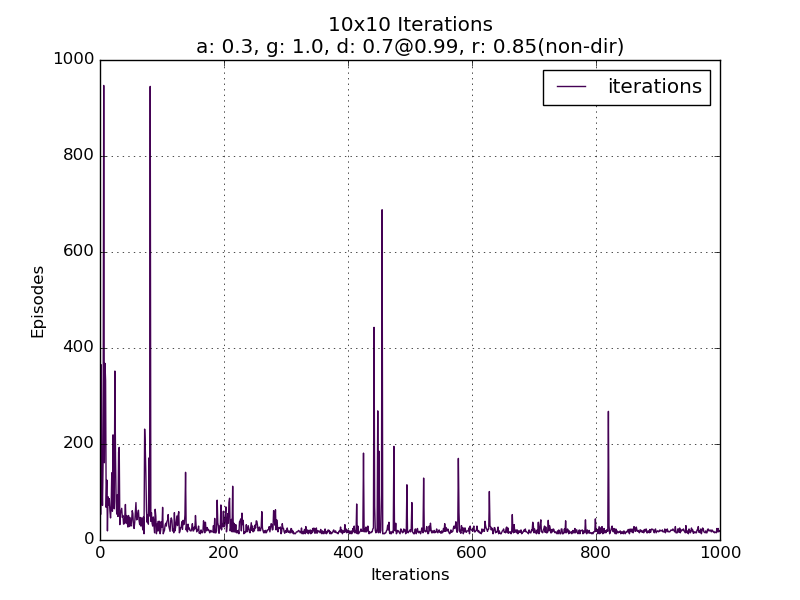 10x10 Iterations
a: 0.3, g: 1.0, d: 0.7@0.99, r: 0.85(non-dir)
iterations
1000
800
600
400
200
0
Episodes
0 200 400 600 800 1000
Iterations